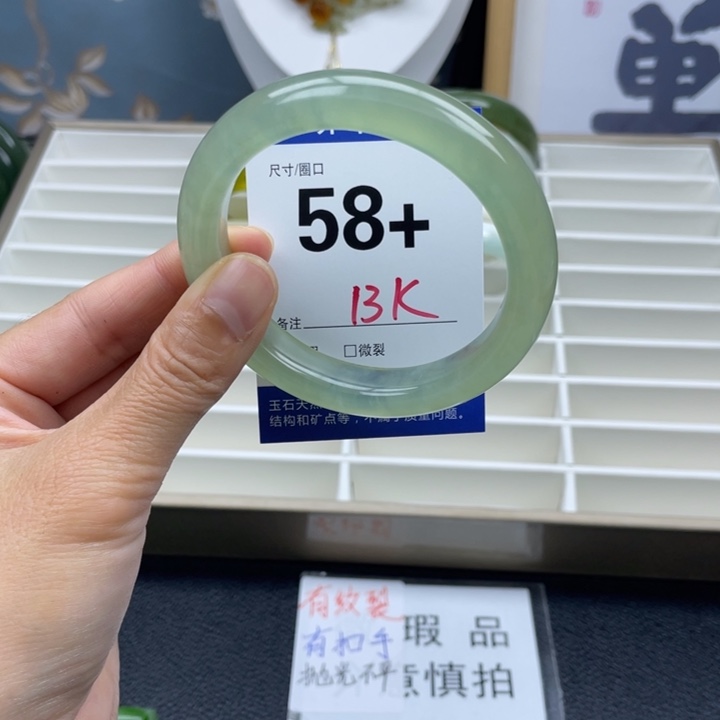 尺寸/圈口
58+
备注 13K
□微裂
玉石天然
结构和矿点等，不属于质量问题。
有纹裂
有扣手
抛光不平
瑕品
慎拍